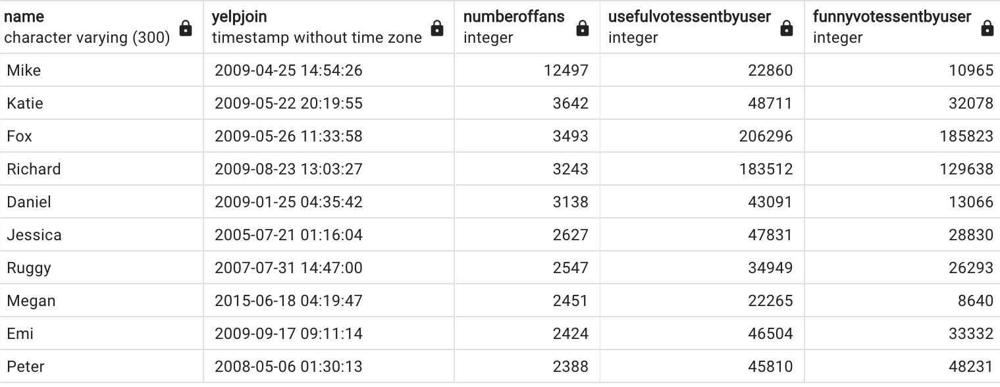 name yelpjoin numberoffans usefulvotessentbyuser funnyvotessentbyuser
character varying (300) timestamp without time zone integer integer integer
Mike 2009-04-25 14:54:26 12497 22860 10965
Katie 2009-05-22 20:19:55 3642 48711 32078
Fox 2009-05-26 11:33:58 3493 206296 185823
Richard 2009-08-23 13:03:27 3243 183512 129638
Daniel 2009-01-25 04:35:42 3138 43091 13066
Jessica 2005-07-21 01:16:04 2627 47831 28830
Ruggy 2007-07-31 14:47:00 2547 34949 26293
Megan 2015-06-18 04:19:47 2451 22265 8640
Emi 2009-09-17 09:11:14 2424 46504 33332
Peter 2008-05-06 01:30:13 2388 45810 48231